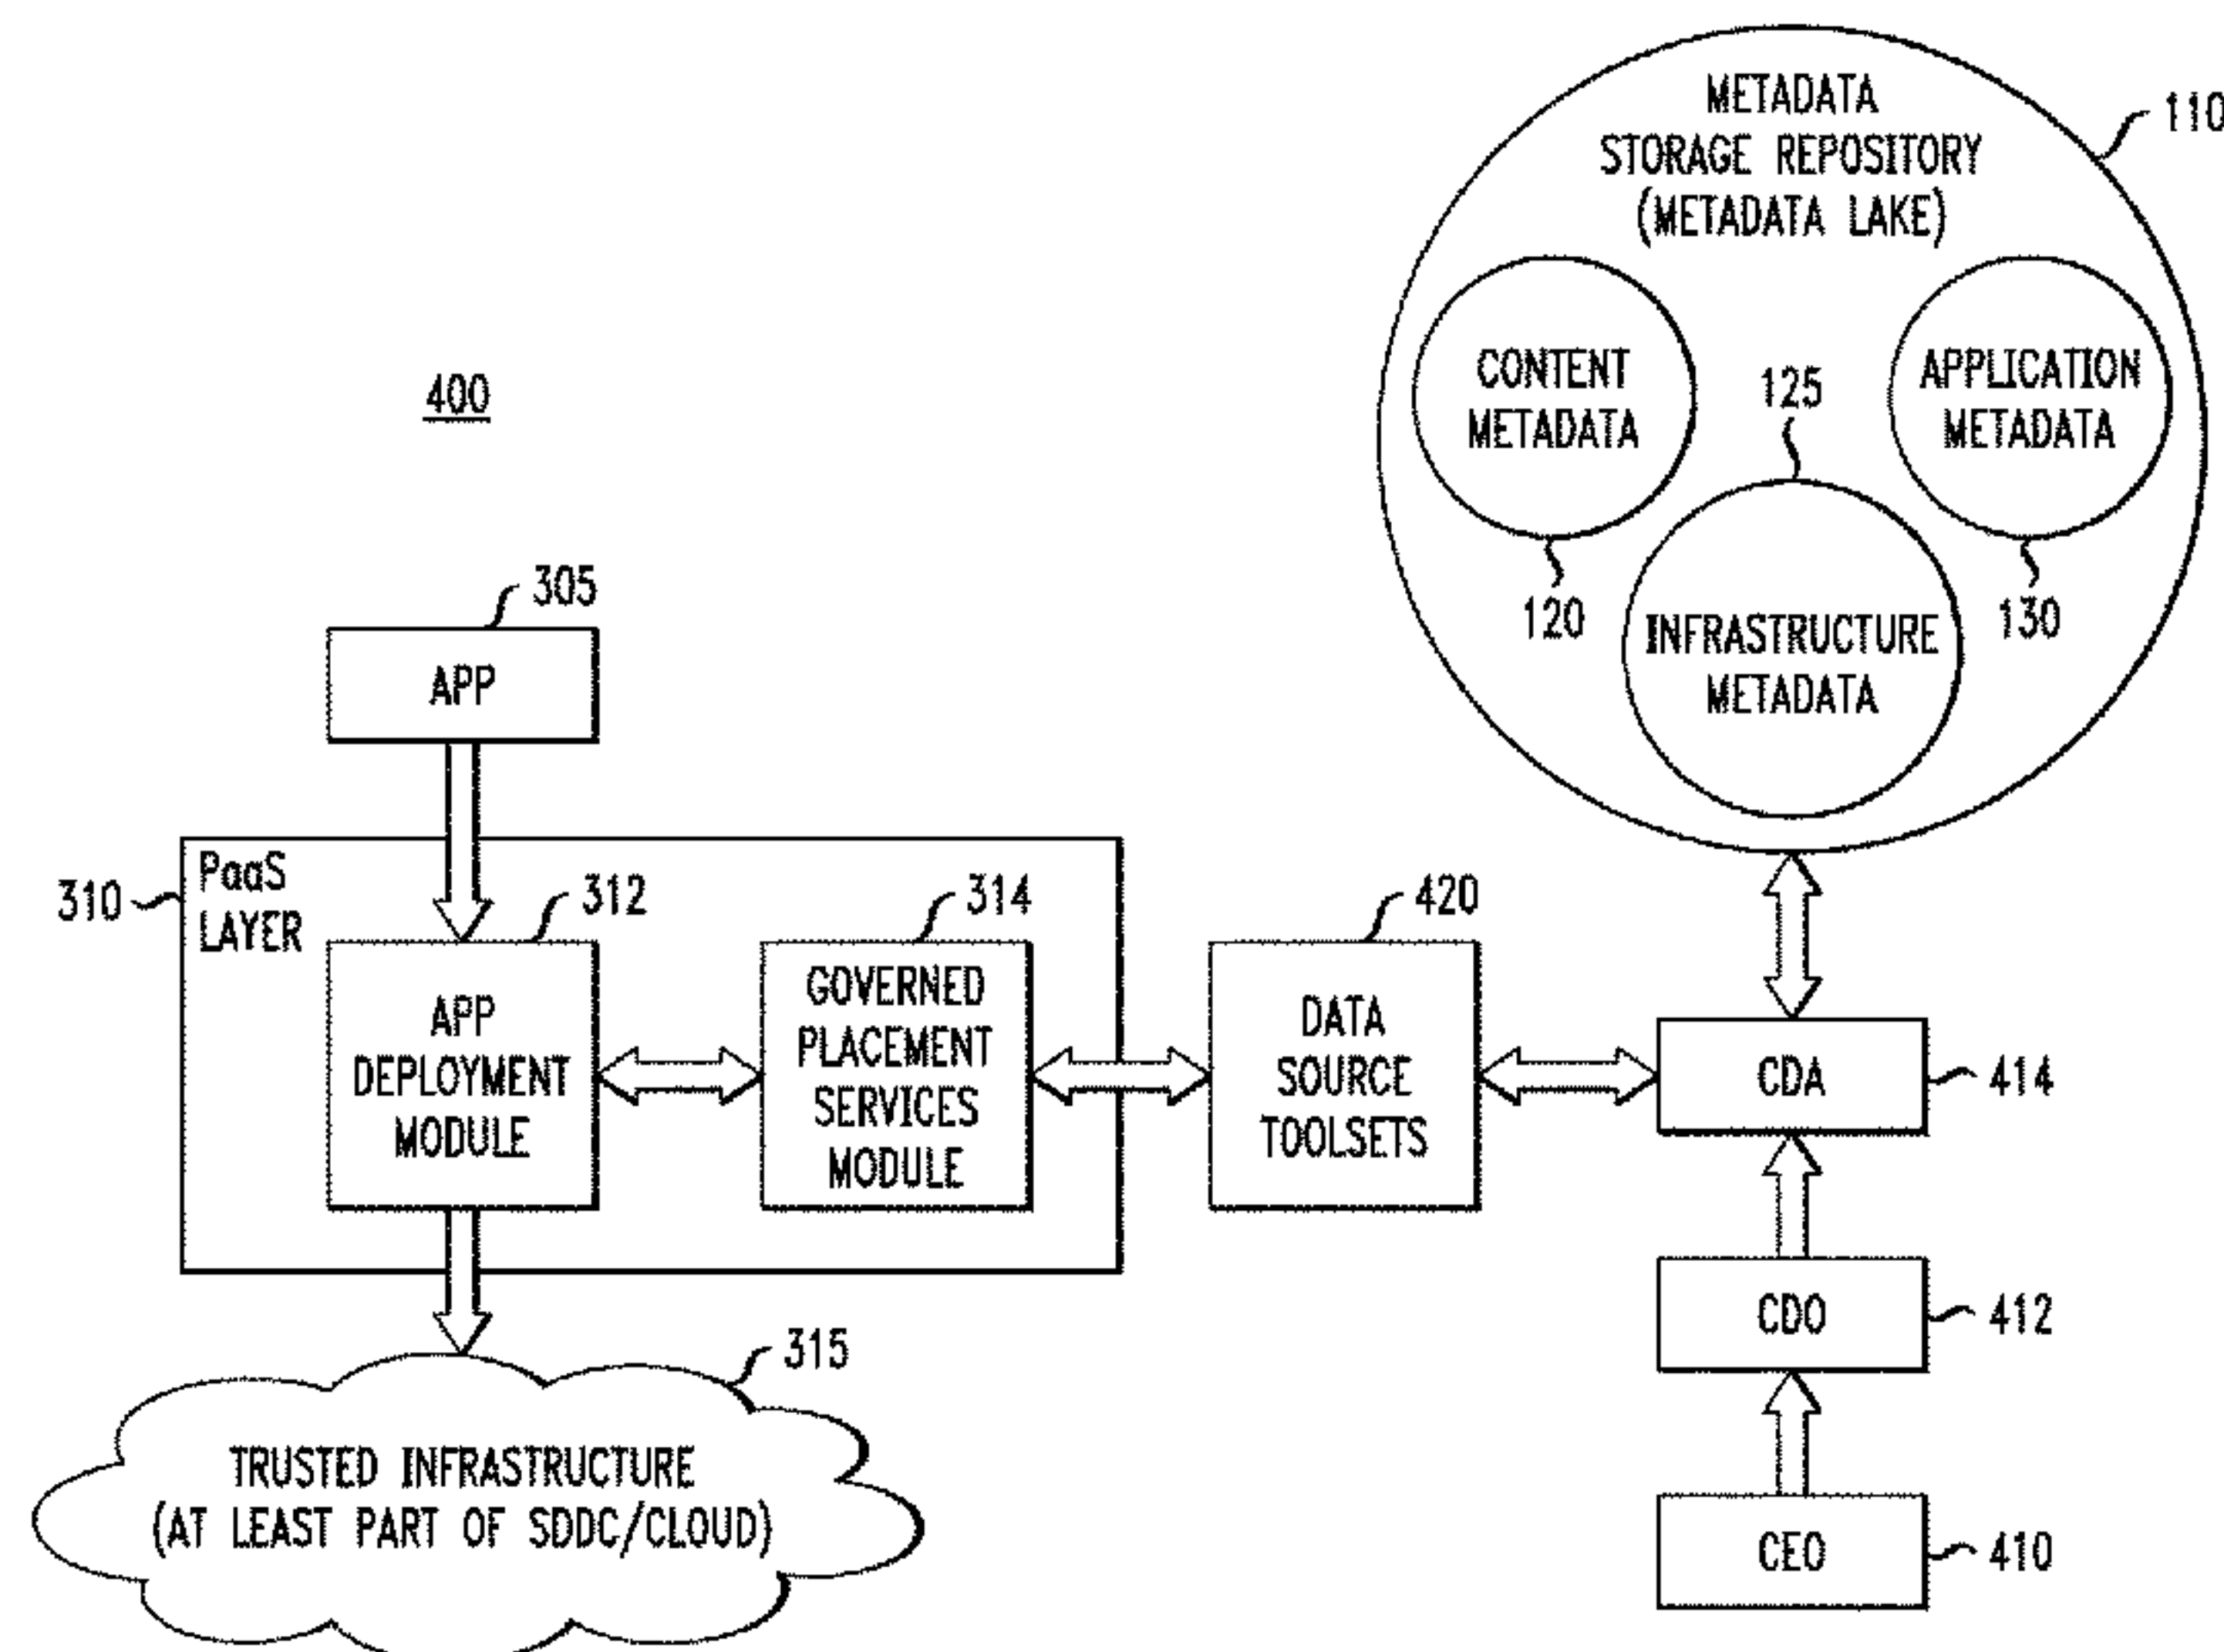 METADATA
STORAGE REPOSITORY
(METADATA LAKE)
110
CONTENT
METADATA
120
125
INFRASTRUCTURE
METADATA
APPLICATION
METADATA
130
400
305
APP
310
PaaS
LAYER
312
APP
DEPLOYMENT
MODULE
314
GOVERNED
PLACEMENT
SERVICES
MODULE
420
DATA
SOURCE
TOOLSETS
CDA
414
CDO
412
CEO
410
315
TRUSTED INFRASTRUCTURE
(AT LEAST PART OF SDDC/CLOUD)